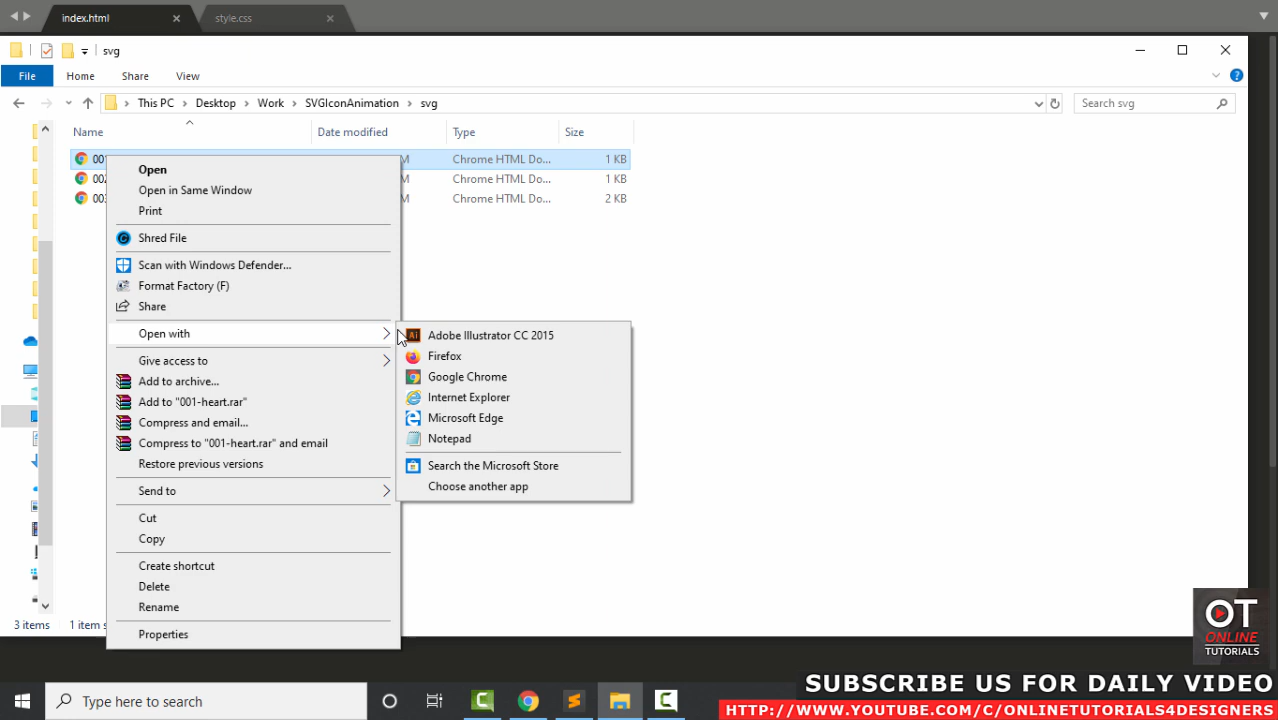 index.html
style.css
svg
File Home Share View
This PC Desktop Work SVGIconAnimation svg
Search svg
Name Date modified Type Size
001 M Chrome HTML Do... 1 KB
002 M Chrome HTML Do... 1 KB
003 M Chrome HTML Do... 2 KB
Open
Open in Same Window
Print
Shred File
Scan with Windows Defender...
Format Factory (F)
Share
Open with
Give access to
Add to archive...
Add to "001-heart.rar"
Compress and email...
Compress to "001-heart.rar" and email
Restore previous versions
Send to
Cut
Copy
Create shortcut
Delete
Rename
Properties
Adobe Illustrator CC 2015
Firefox
Google Chrome
Internet Explorer
Microsoft Edge
Notepad
Search the Microsoft Store
Choose another app
3 items 1 item s
OT
ONLINE
TUTORIALS
Type here to search
SUBSCRIBE US FOR DAILY VIDEO
HTTP://WWW.YOUTUBE.COM/C/ONLINETUTORIALS4DESIGNERS